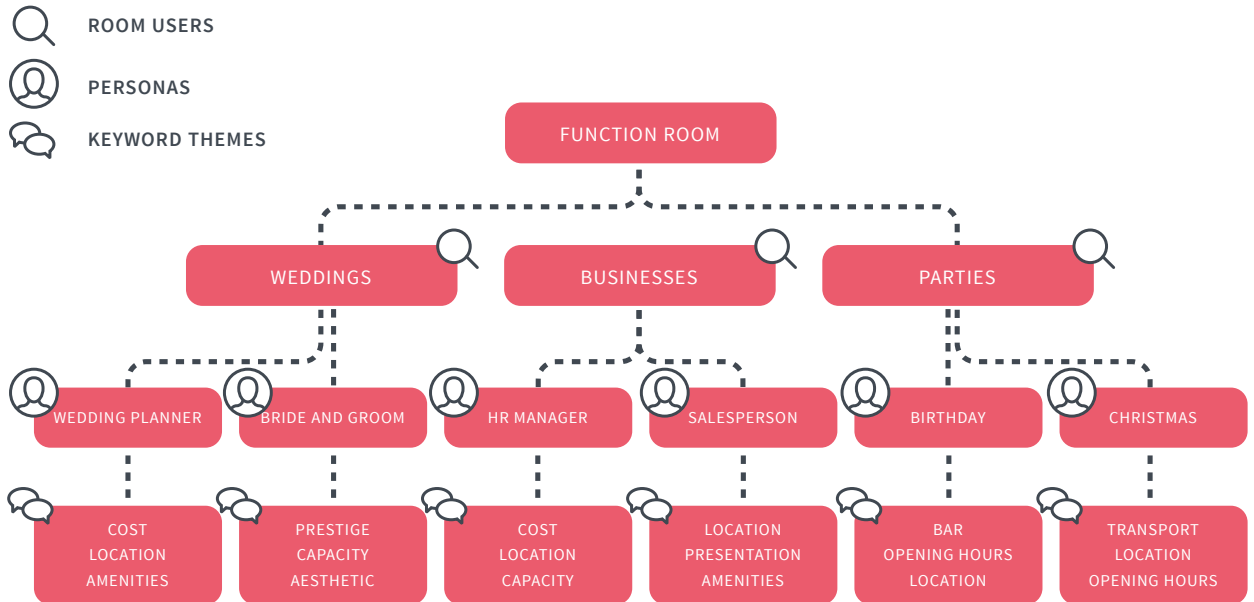 ROOM USERS
PERSONAS
KEYWORD THEMES
FUNCTION ROOM
WEDDINGS
BUSINESSES
PARTIES
WEDDING PLANNER
BRIDE AND GROOM
HR MANAGER
SALESPERSON
BIRTHDAY
CHRISTMAS
COST
LOCATION
AMENITIES
PRESTIGE
CAPACITY
AESTHETIC
COST
LOCATION
CAPACITY
LOCATION
PRESENTATION
AMENITIES
BAR
OPENING HOURS
LOCATION
TRANSPORT
LOCATION
OPENING HOURS